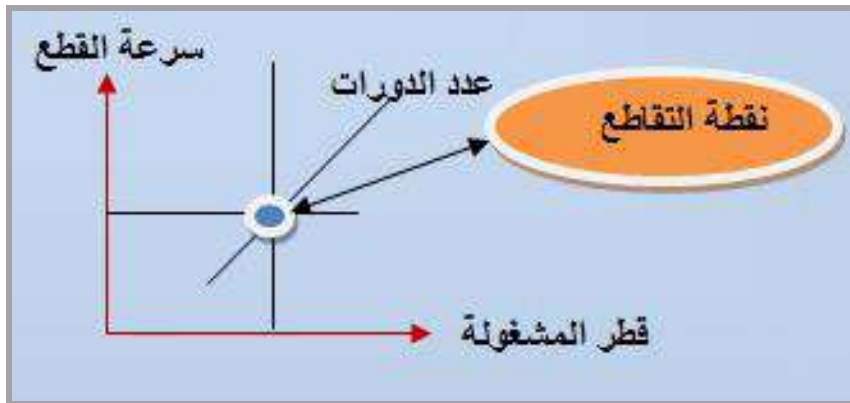 سرعة القطع
عدد الدورات
نقطة التقاطع
قطر المشغولة